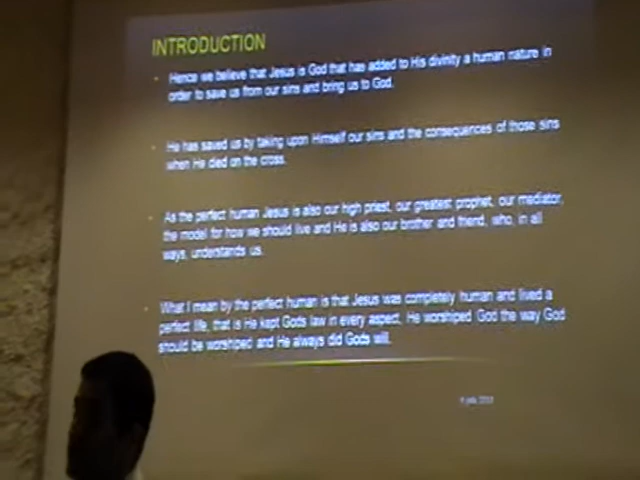 INTRODUCTION
Hence we believe that Jesus is God that has added to His divinity a human nature in
order to save us from our sins and bring us to God.
He has saved us by taking upon Himself our sins and the consequences of those sins
when He died on the cross.
As the perfect human Jesus is also our high priest, our greatest prophet, our mediator,
the model for how we should live and He is also our brother and friend, who, in all
ways, understands us.
What I mean by the perfect human is that Jesus was completely human and lived a
perfect life, that is He kept Gods law in every aspect. He worshiped God the way God
should be worshiped and He always did Gods will.